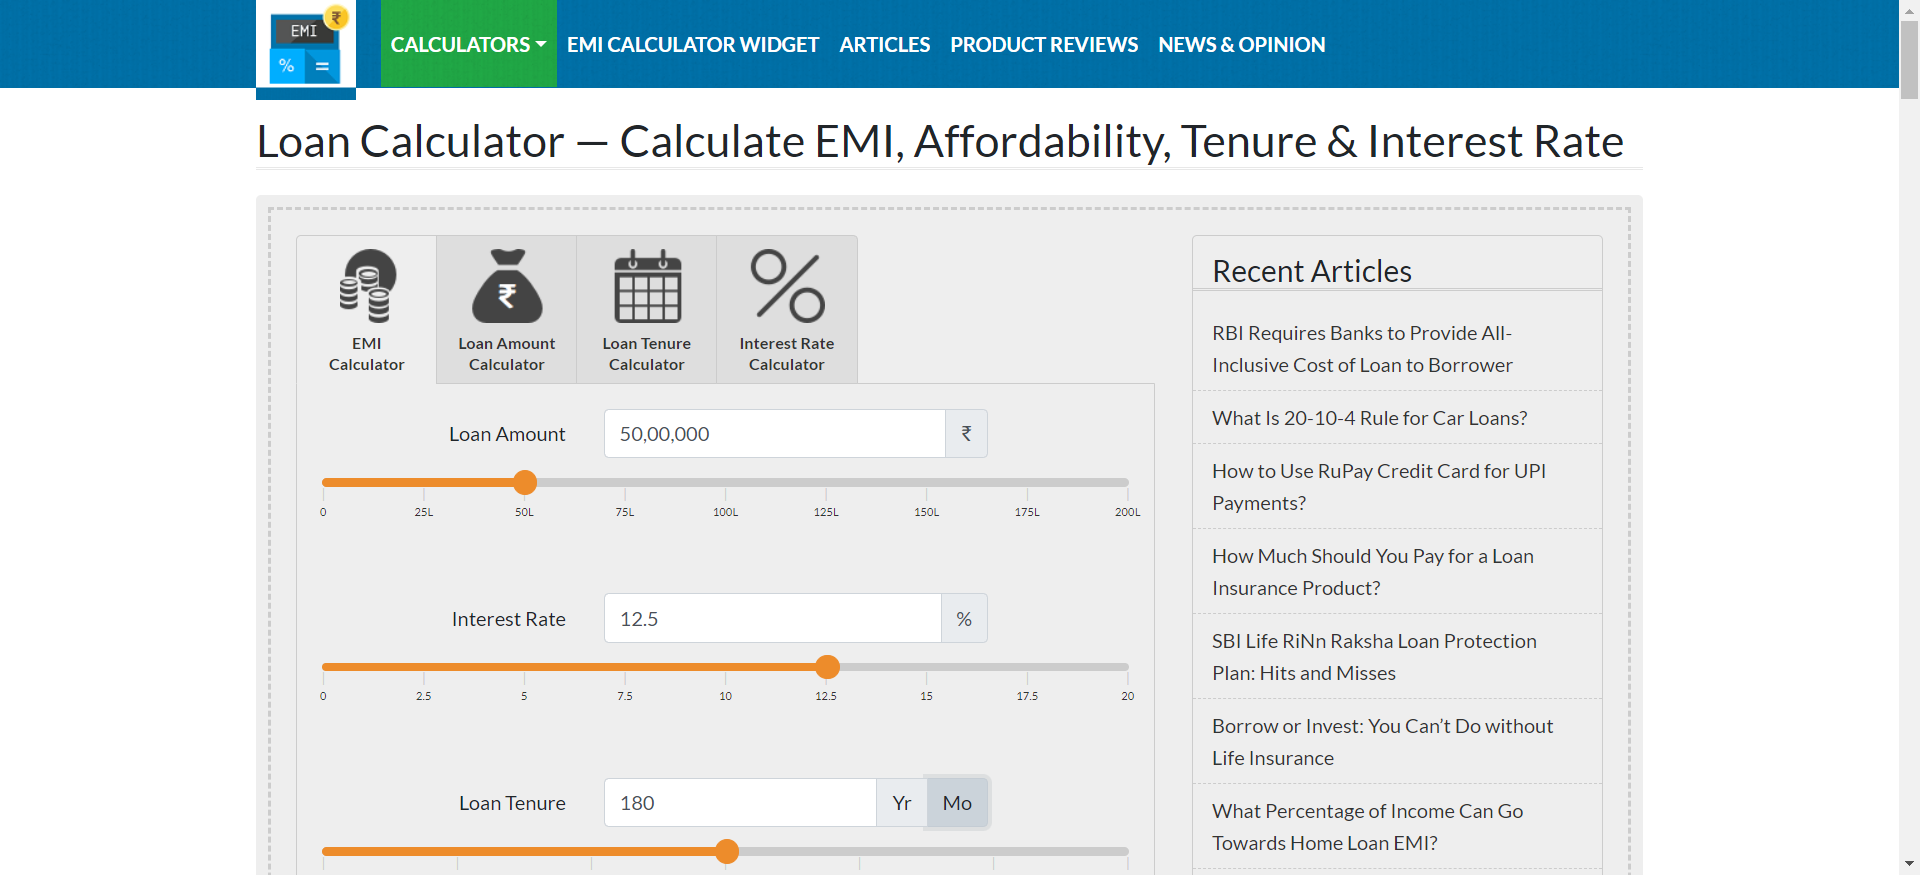 EMI
₹
%
=
CALCULATORS
EMI CALCULATOR WIDGET
ARTICLES
PRODUCT REVIEWS
NEWS & OPINION
Loan Calculator — Calculate EMI, Affordability, Tenure & Interest Rate
EMI
Calculator
₹
Loan Amount
Calculator
Loan Tenure
Calculator
Interest Rate
Calculator
Loan Amount
50,00,000
₹
0 25L 50L 75L 100L 125L 150L 175L 200L
Interest Rate
12.5
%
0 2.5 5 7.5 10 12.5 15 17.5 20
Loan Tenure
180
Yr
Mo
Recent Articles
RBI Requires Banks to Provide All-
Inclusive Cost of Loan to Borrower
What Is 20-10-4 Rule for Car Loans?
How to Use RuPay Credit Card for UPI
Payments?
How Much Should You Pay for a Loan
Insurance Product?
SBI Life RiNn Raksha Loan Protection
Plan: Hits and Misses
Borrow or Invest: You Can’t Do without
Life Insurance
What Percentage of Income Can Go
Towards Home Loan EMI?